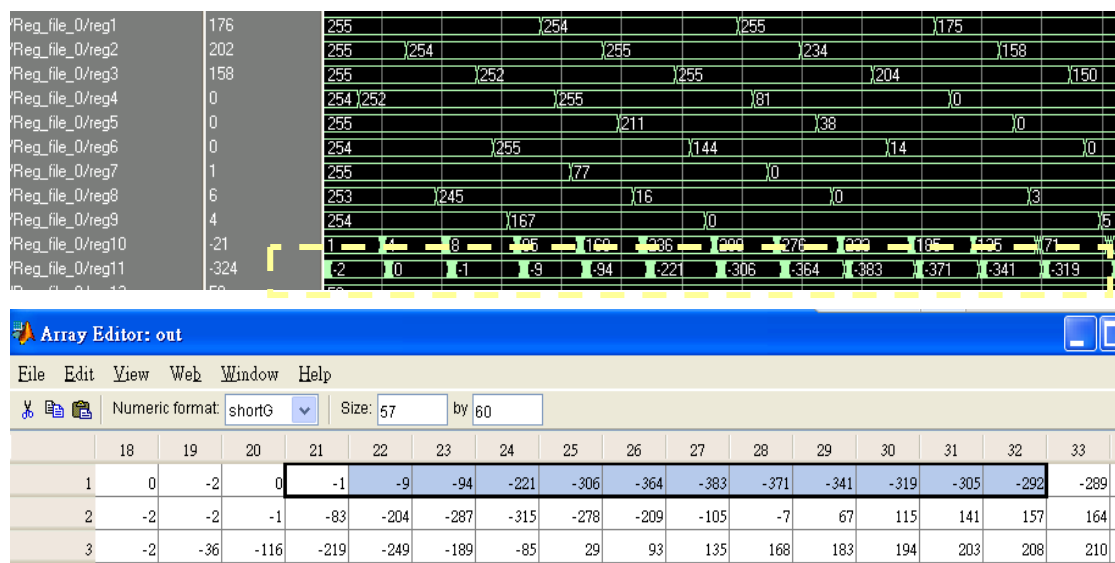 /Reg_file_0/reg1 176 255 254 255 175
/Reg_file_0/reg2 202 255 254 255 234 158
/Reg_file_0/reg3 158 255 252 255 204 150
/Reg_file_0/reg4 0 254 252 255 81 0
/Reg_file_0/reg5 0 255 211 38 0
/Reg_file_0/reg6 0 254 255 144 14 0
/Reg_file_0/reg7 1 255 77 0
/Reg_file_0/reg8 6 253 245 16 0 3
/Reg_file_0/reg9 4 254 167 0 5
/Reg_file_0/reg10 -21 1 8 276 185 71
/Reg_file_0/reg11 -324 -2 0 -1 -9 -94 -221 -306 -364 -383 -371 -341 -319
Array Editor: out
File Edit View Web Window Help
Numeric format: shortG Size: 57 by 60
18 19 20 21 22 23 24 25 26 27 28 29 30 31 32 33
1 0 -2 0 -1 -9 -94 -221 -306 -364 -383 -371 -341 -319 -305 -292 -289
2 -2 -2 -1 -83 -204 -287 -315 -278 -209 -105 -7 67 115 141 157 164
3 -2 -36 -116 -219 -249 -189 -85 29 93 135 168 183 194 203 208 210